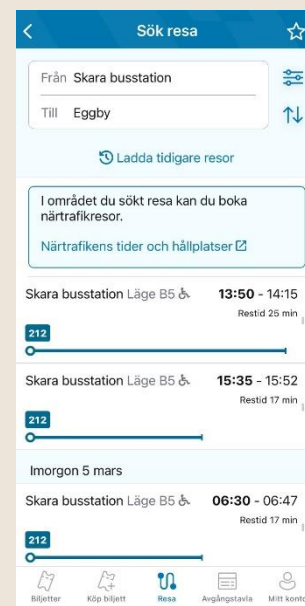 Sök resa
Från Skara busstation
Till Eggby
Ladda tidigare resor
I området du sökt resa kan du boka
närtrafikresor.
Närtrafikens tider och hållplatser
Skara busstation Läge B5 13:50 - 14:15
Restid 25 min
212
Skara busstation Läge B5 15:35 - 15:52
Restid 17 min
212
Imorgon 5 mars
Skara busstation Läge B5 06:30 - 06:47
Restid 17 min
212
Biljetter Köp biljett Resa Avgångstavla Mitt konto